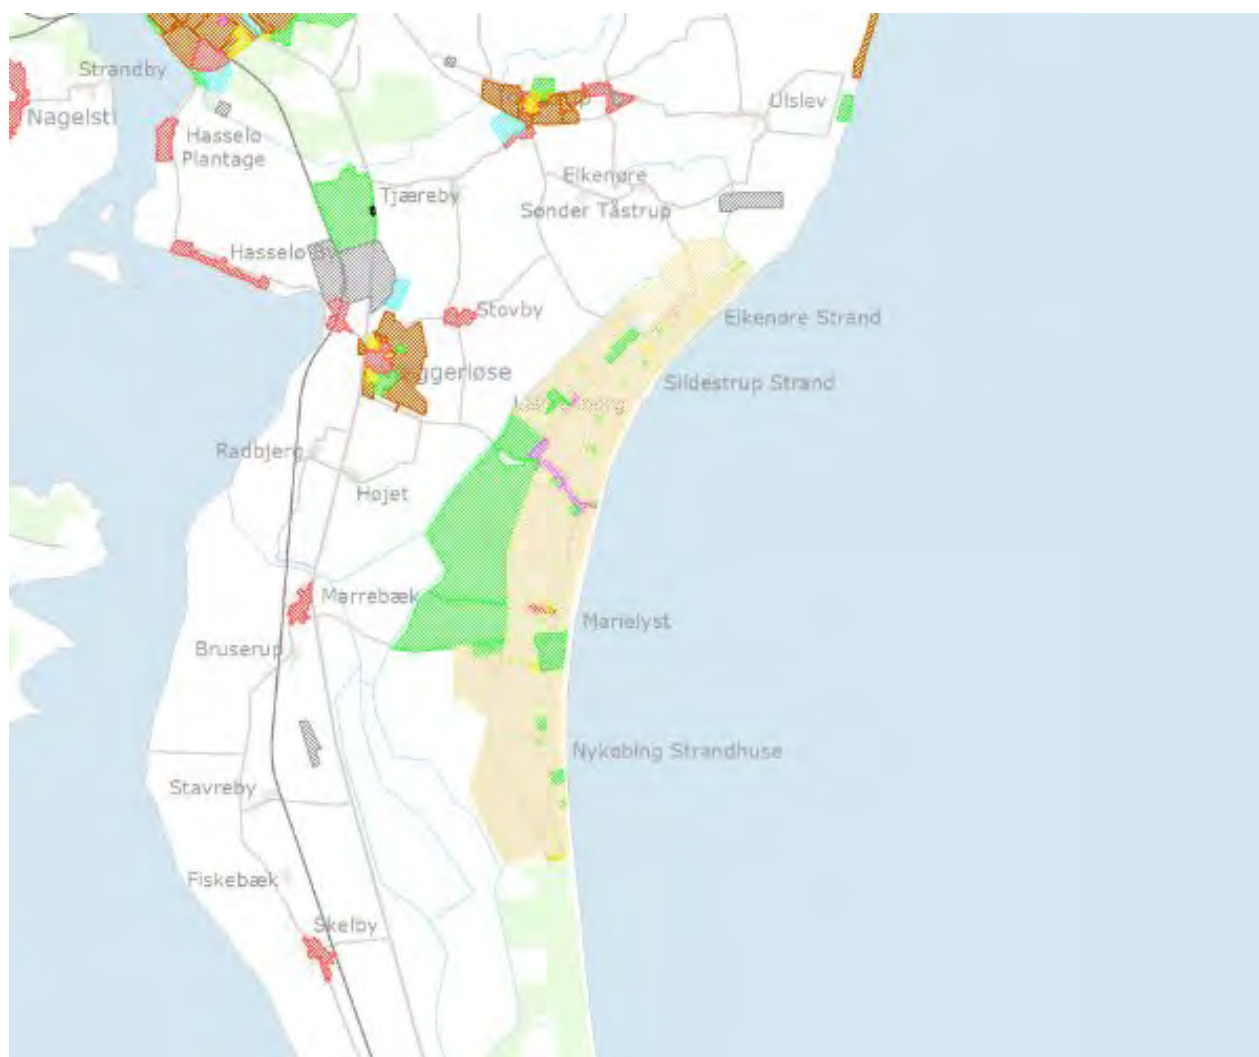 Strandby
Nagelsti
Ulslev
Hasselø
Plantage
Elkenøre
Tjæreby
Sønder Tåstrup
Hasselø
Stovby
Elkenøre Strand
Sildestrup Strand
Radbjerg
Højet
Marrebæk
Marielyst
Bruserup
Nykøbing Strandhuse
Stavreby
Fiskebæk
Skelby